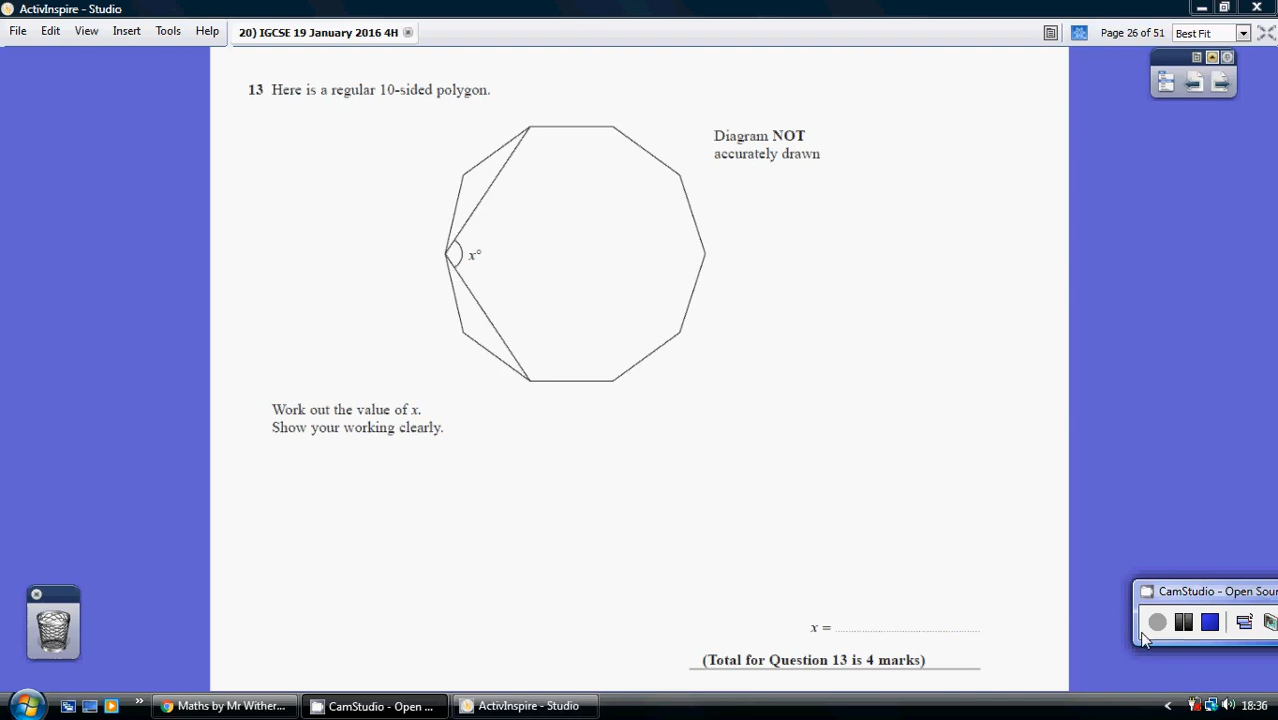 ActivInspire - Studio
File Edit View Insert Tools Help
20) IGCSE 19 January 2016 4H
Page 26 of 51
Best Fit
13 Here is a regular 10-sided polygon.
Diagram NOT
accurately drawn
x°
Work out the value of x.
Show your working clearly.
x = ................................................
(Total for Question 13 is 4 marks)
CamStudio - Open Sour
» Maths by Mr Wither... CamStudio - Open ... ActivInspire - Studio 18:36